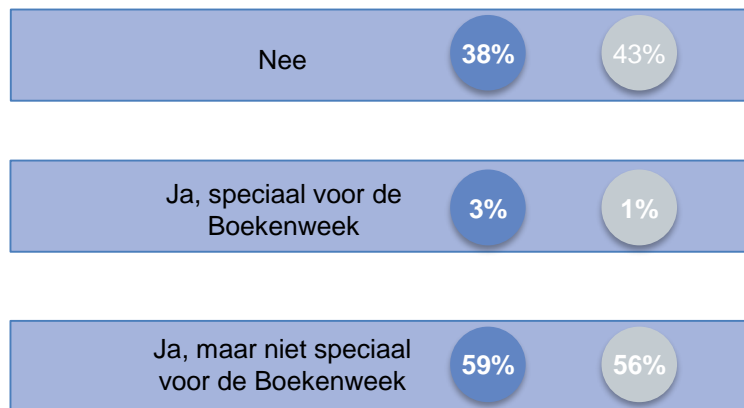 Nee 38% 43%
Ja, speciaal voor de
Boekenweek
3% 1%
Ja, maar niet speciaal
voor de Boekenweek
59% 56%